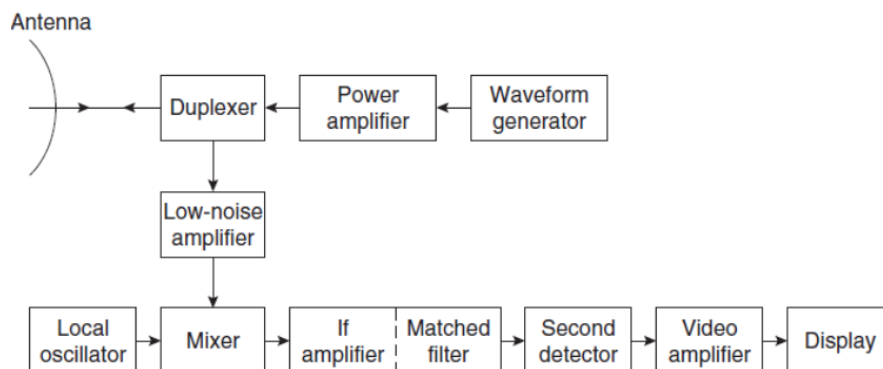 Antenna
Duplexer
Power
amplifier
Waveform
generator
Low-noise
amplifier
Local
oscillator
Mixer
If
amplifier
Matched
filter
Second
detector
Video
amplifier
Display